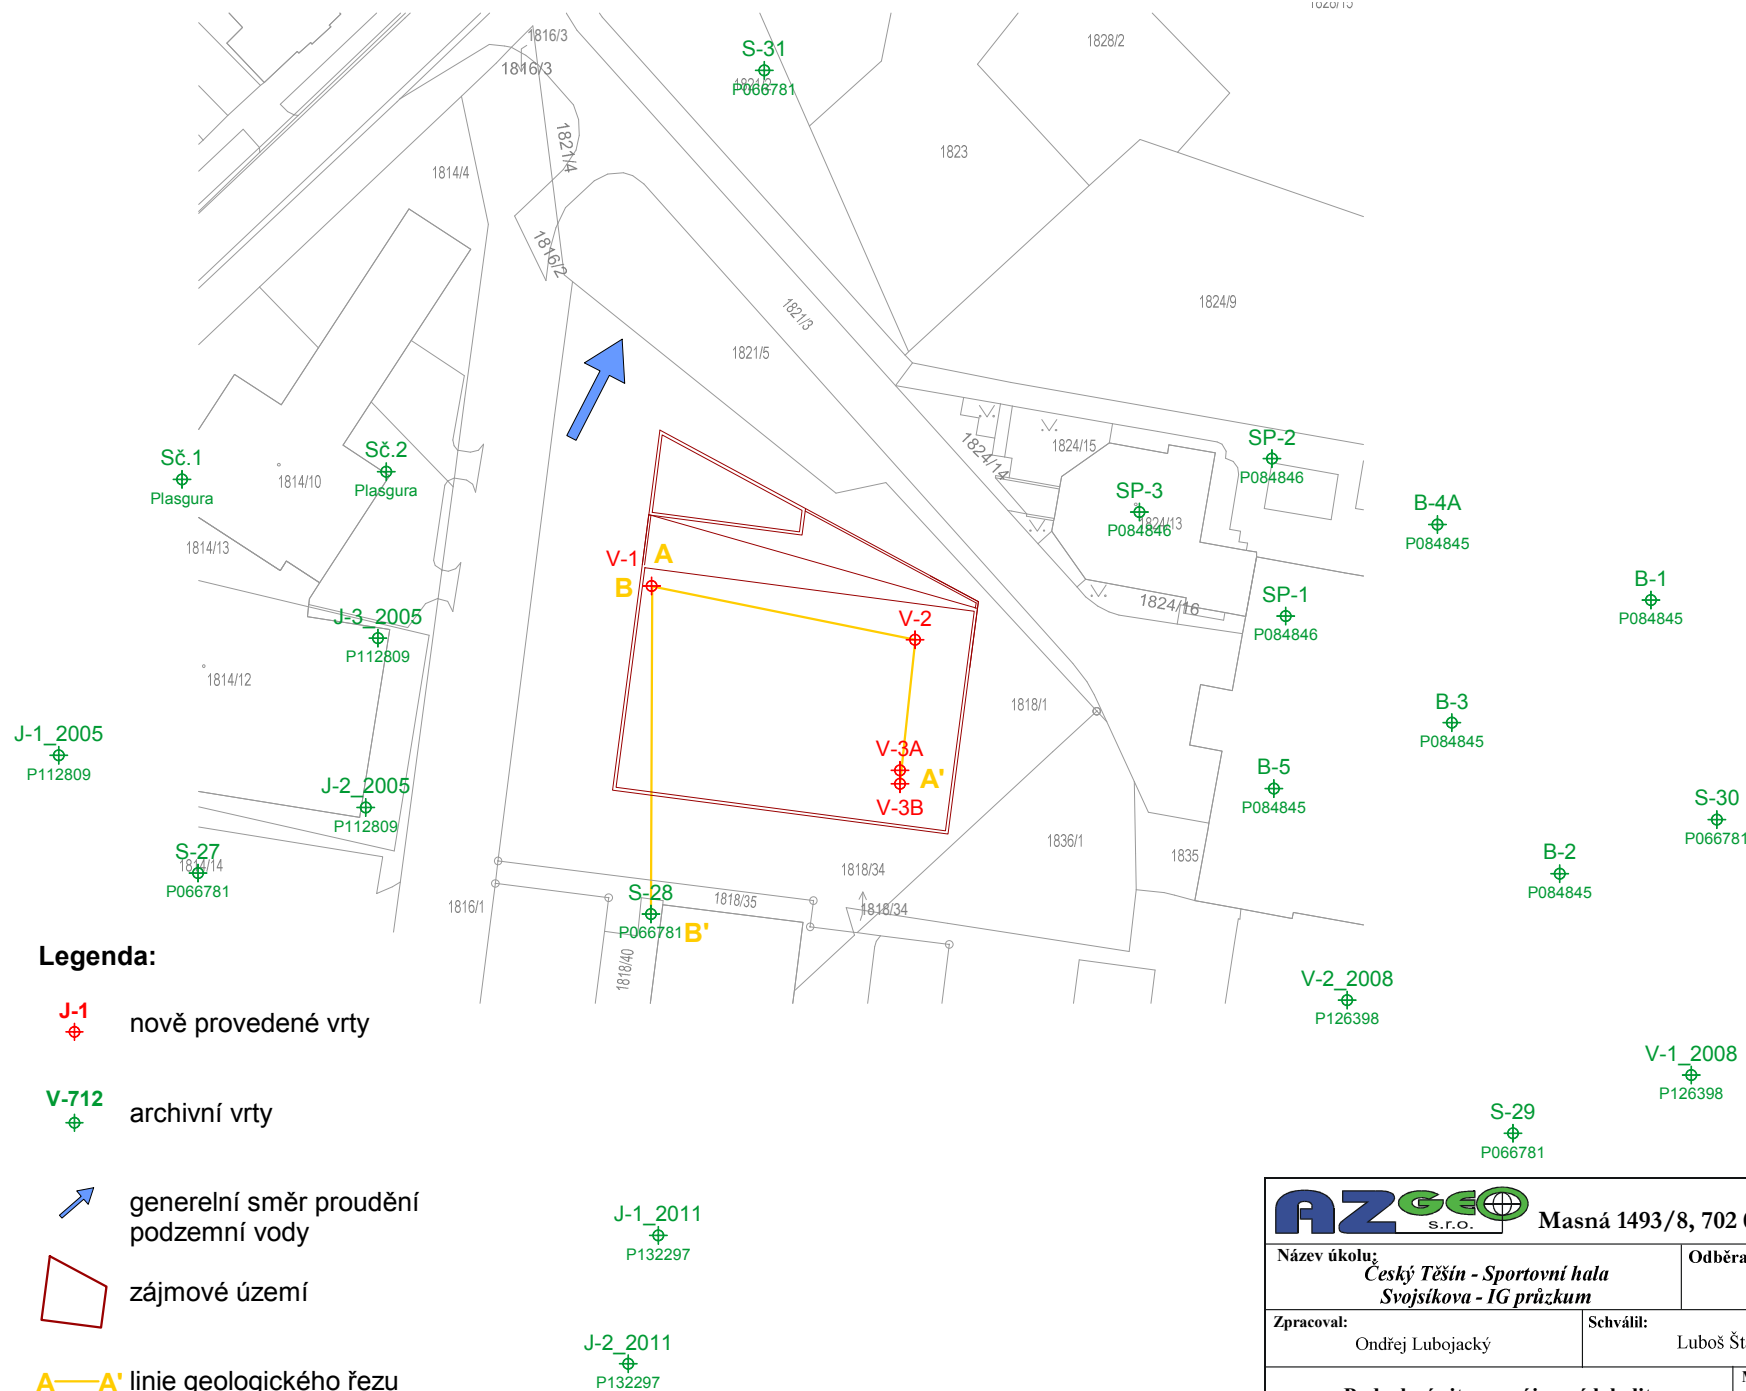 1816/3
1816/3
S-31
P066781
1828/2
1821/4
1823
1814/4
1816/2
1821/3
1824/9
1821/5
Sč.1
Plasgura
Sč.2
Plasgura
1814/10
1814/13
1824/14
1824/15
SP-2
P084846
SP-3
1824/13
P084846
B-4A
P084845
V-1
A
B
V-2
1824/16
SP-1
P084846
B-1
P084845
J-3_2005
P112809
1814/12
1818/1
B-3
P084845
J-1_2005
P112809
V-3A
A'
V-3B
B-5
P084845
J-2_2005
P112809
S-30
P066781
1836/1
1835
S-27
1814/14
P066781
1818/34
1818/34
B-2
P084845
S-28
P066781
B'
1818/35
1816/1
1818/40
V-2_2008
P126398
V-1_2008
P126398
S-29
P066781
J-1_2011
P132297
J-2_2011
P132297
Legenda:
J-1 nově provedené vrty
V-712 archivní vrty
generelní směr proudění
podzemní vody
zájmové území
A A' linie geologického řezu
AZGEO
s.r.o.
Masná 1493/8, 702
Název úkolu:
Český Těšín - Sportovní hala
Svojsíkova - IG průzkum
Odběra
Zpracoval:
Ondřej Lubojacký
Schválil:
Luboš Št